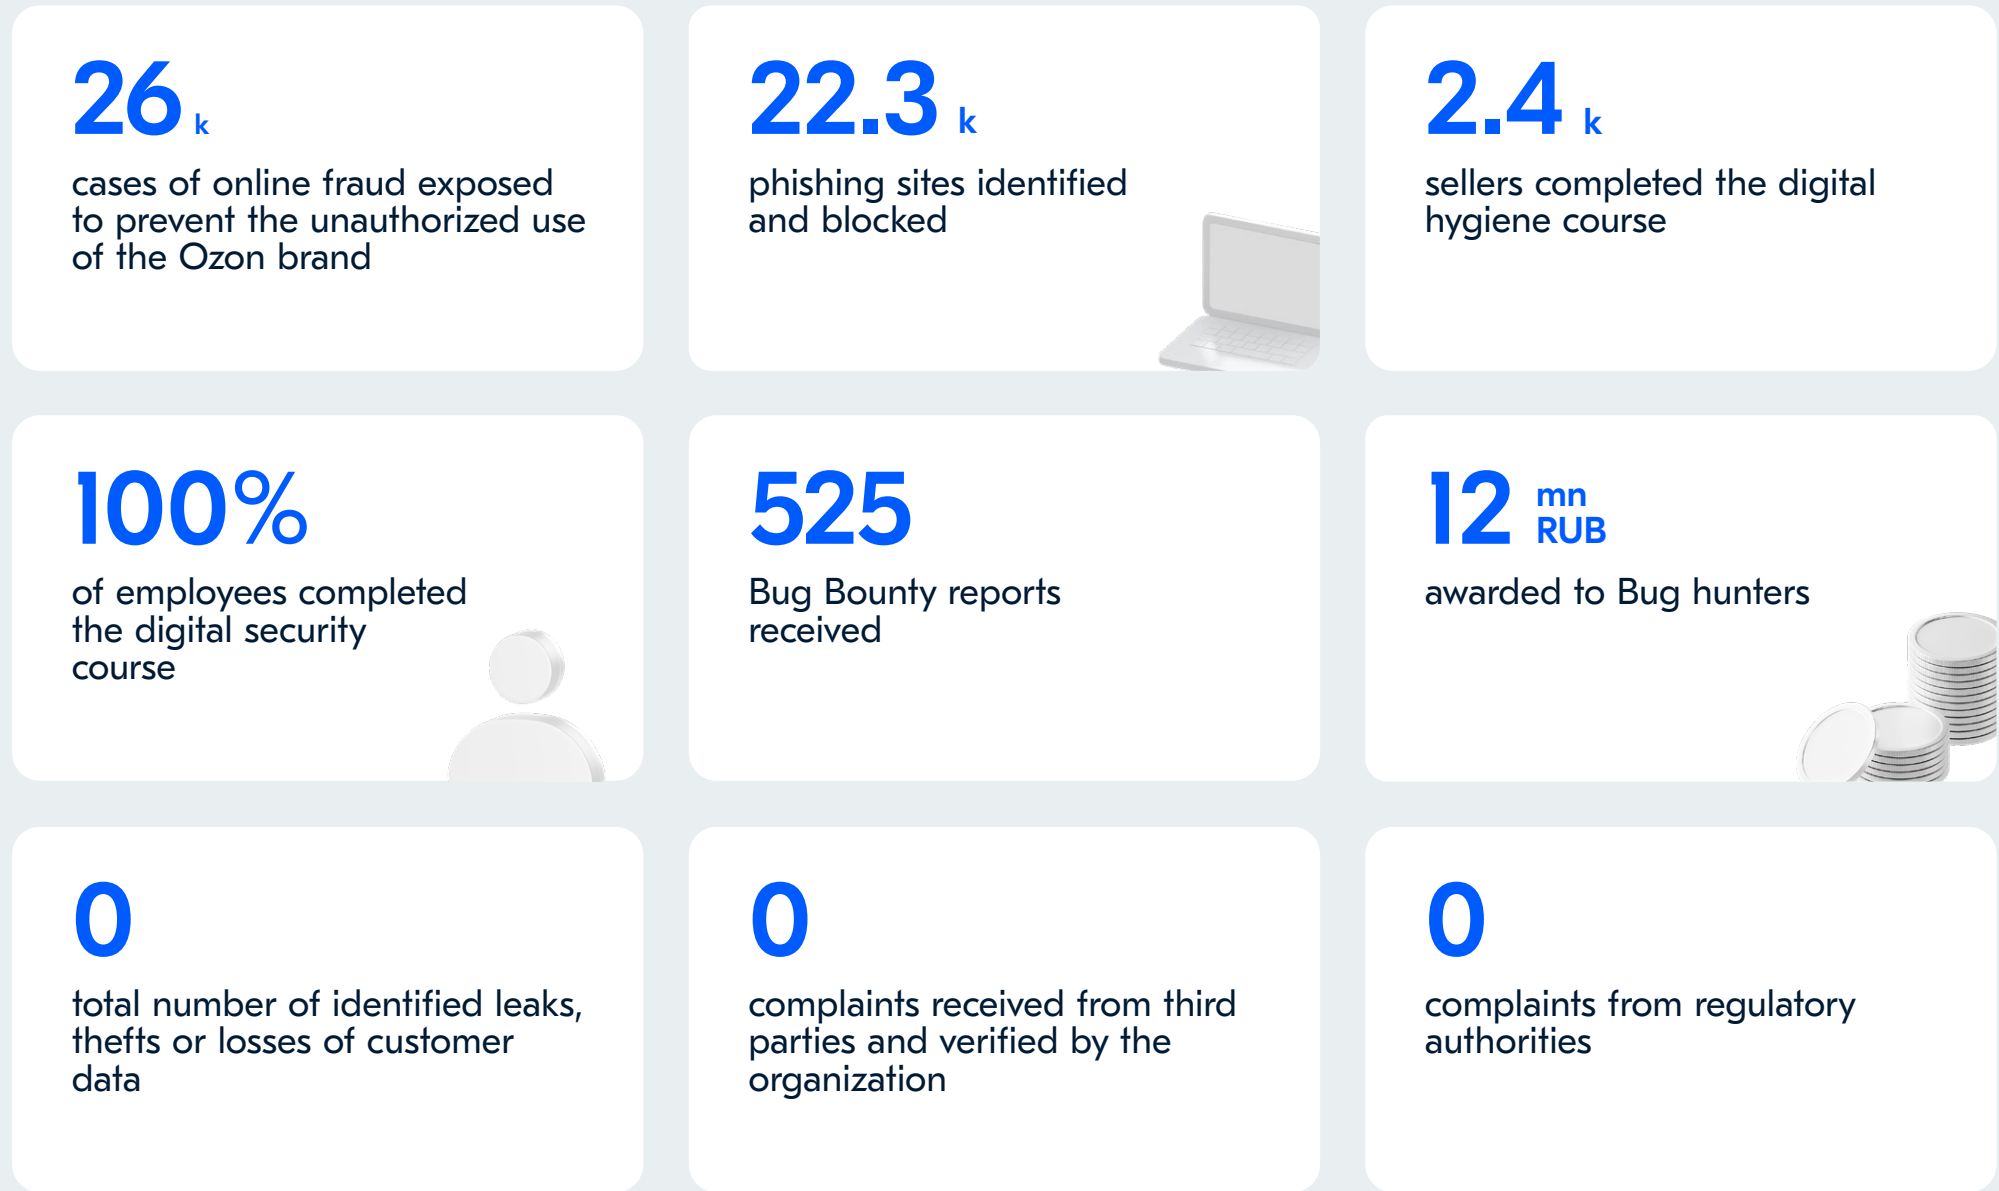 26 k
cases of online fraud exposed
to prevent the unauthorized use
of the Ozon brand
22.3 k
phishing sites identified
and blocked
2.4 k
sellers completed the digital
hygiene course
100%
of employees completed
the digital security
course
525
Bug Bounty reports
received
12 mn
RUB
awarded to Bug hunters
0
total number of identified leaks,
thefts or losses of customer
data
0
complaints received from third
parties and verified by the
organization
0
complaints from regulatory
authorities